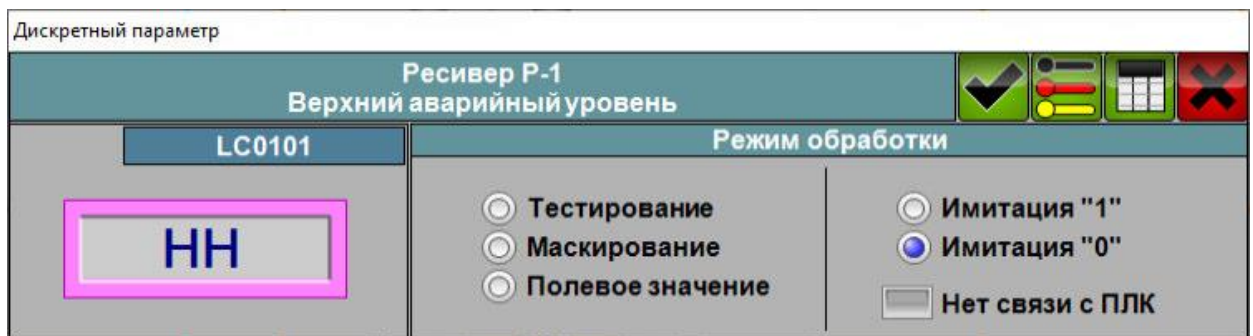 Дискретный параметр
Ресивер Р-1
Верхний аварийный уровень
LC0101
Режим обработки
HH
Тестирование
Маскирование
Полевое значение
Имитация "1"
Имитация "0"
Нет связи с ПЛК